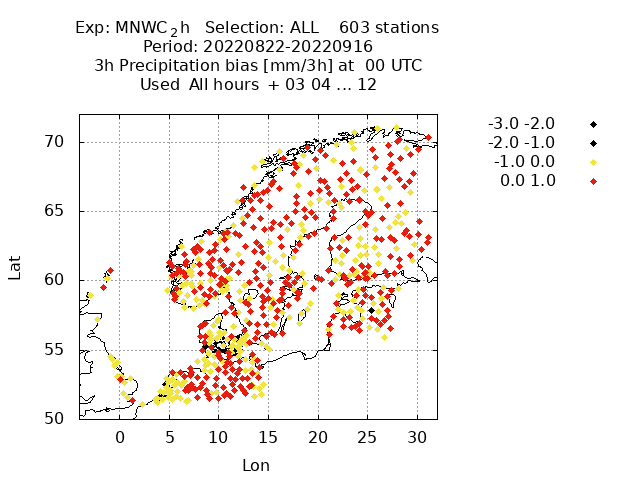 Exp: MNWC_2h Selection: ALL 603 stations
Period: 20220822-20220916
3h Precipitation bias [mm/3h] at 00 UTC
Used All hours + 03 04 ... 12
-3.0 -2.0
-2.0 -1.0
-1.0 0.0
0.0 1.0
70
65
60
55
50
Lat
0 5 10 15 20 25 30
Lon